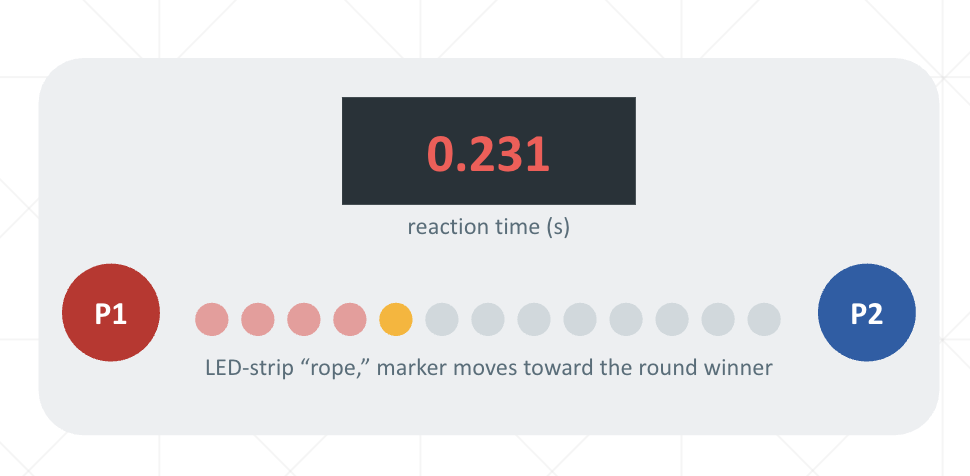 0.231
reaction time (s)
P1
P2
LED-strip “rope,” marker moves toward the round winner